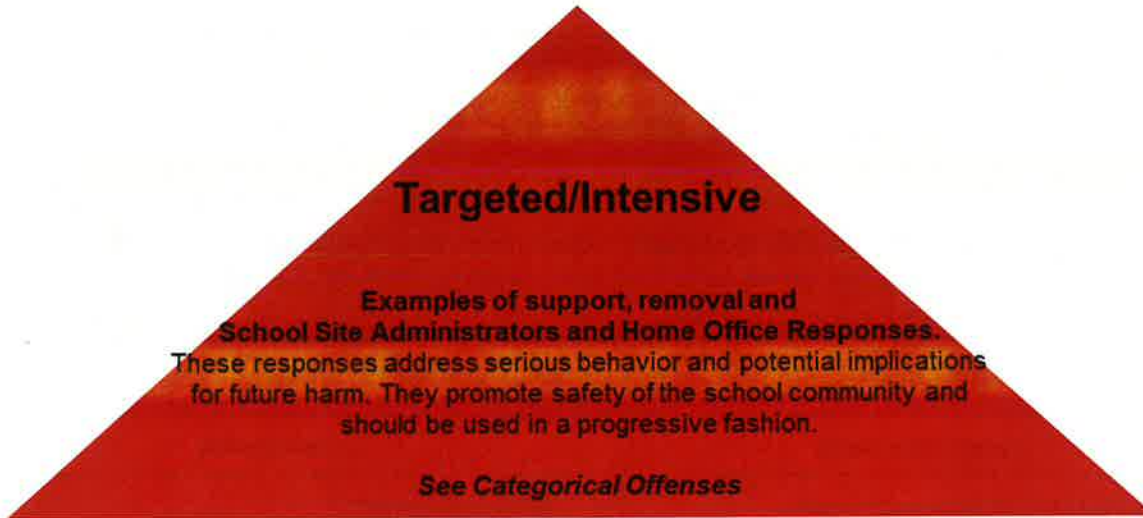 Targeted/Intensive
Examples of support, removal and
School Site Administrators and Home Office Responses.
These responses address serious behavior and potential implications
for future harm. They promote safety of the school community and
should be used in a progressive fashion.
See Categorical Offenses